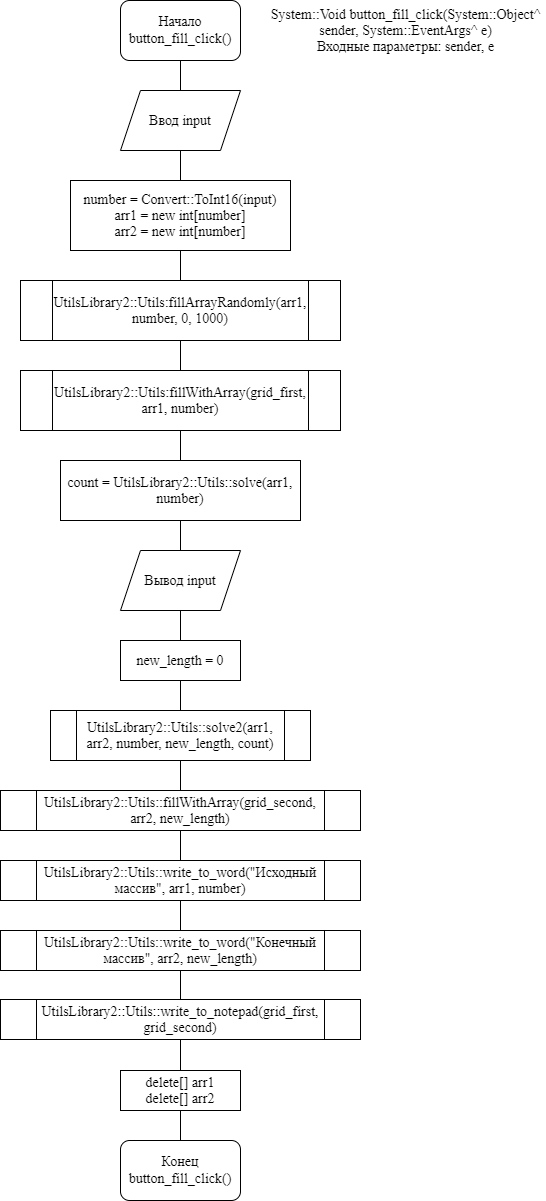 Начало
button_fill_click()
System::Void button_fill_click(System::Object^
sender, System::EventArgs^ e)
Входные параметры: sender, e
Ввод input
number = Convert::ToInt16(input)
arr1 = new int[number]
arr2 = new int[number]
UtilsLibrary2::Utils:fillArrayRandomly(arr1,
number, 0, 1000)
UtilsLibrary2::Utils:fillWithArray(grid_first,
arr1, number)
count = UtilsLibrary2::Utils::solve(arr1,
number)
Вывод input
new_length = 0
UtilsLibrary2::Utils::solve2(arr1,
arr2, number, new_length, count)
UtilsLibrary2::Utils::fillWithArray(grid_second,
arr2, new_length)
UtilsLibrary2::Utils::write_to_word("Исходный
массив", arr1, number)
UtilsLibrary2::Utils::write_to_word("Конечный
массив", arr2, new_length)
UtilsLibrary2::Utils::write_to_notepad(grid_first,
grid_second)
delete[] arr1
delete[] arr2
Конец
button_fill_click()